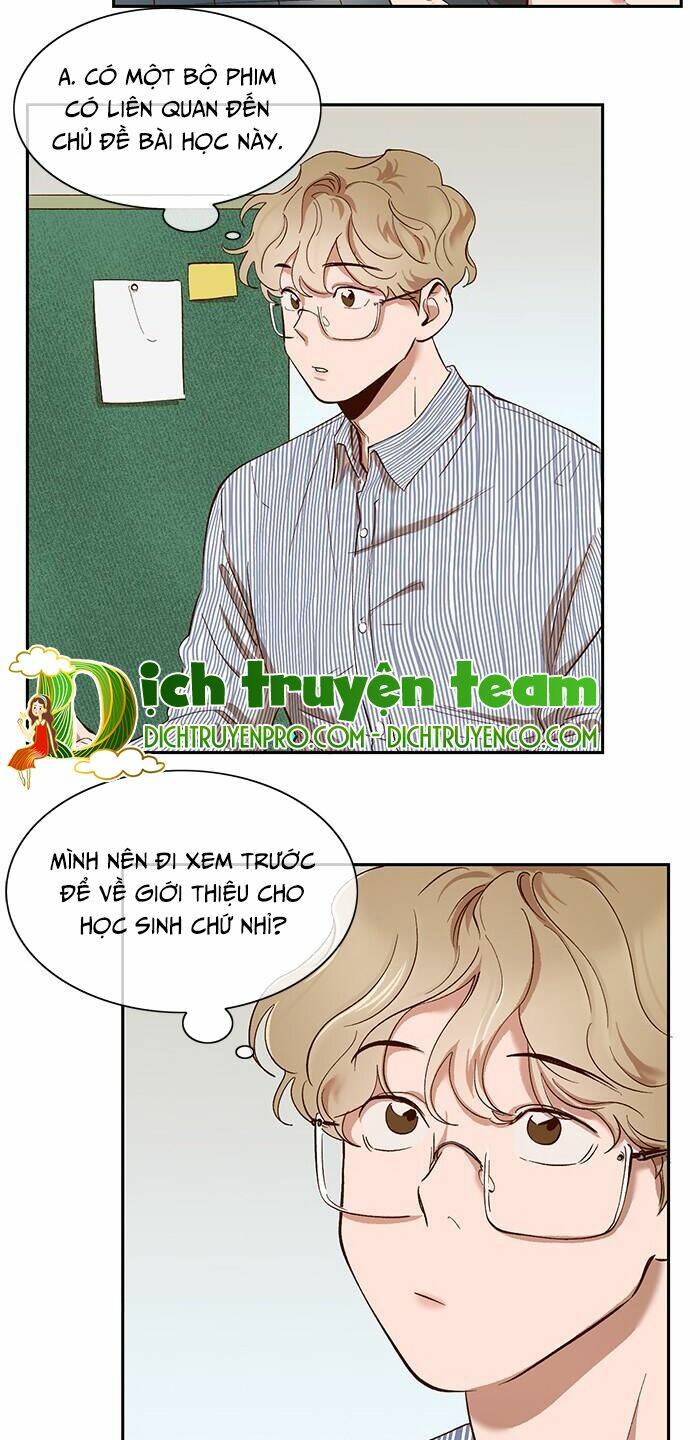 A. CÓ MỘT BỘ PHIM
CÓ LIÊN QUAN ĐẾN
CHỦ ĐỀ BÀI HỌC NÀY.
Dịch truyện team
DICHTRUYENPRO.COM - DICHTRUYENCO.COM
MÌNH NÊN ĐI XEM TRƯỚC
ĐỂ VỀ GIỚI THIỆU CHO
HỌC SINH CHỨ NHỈ?